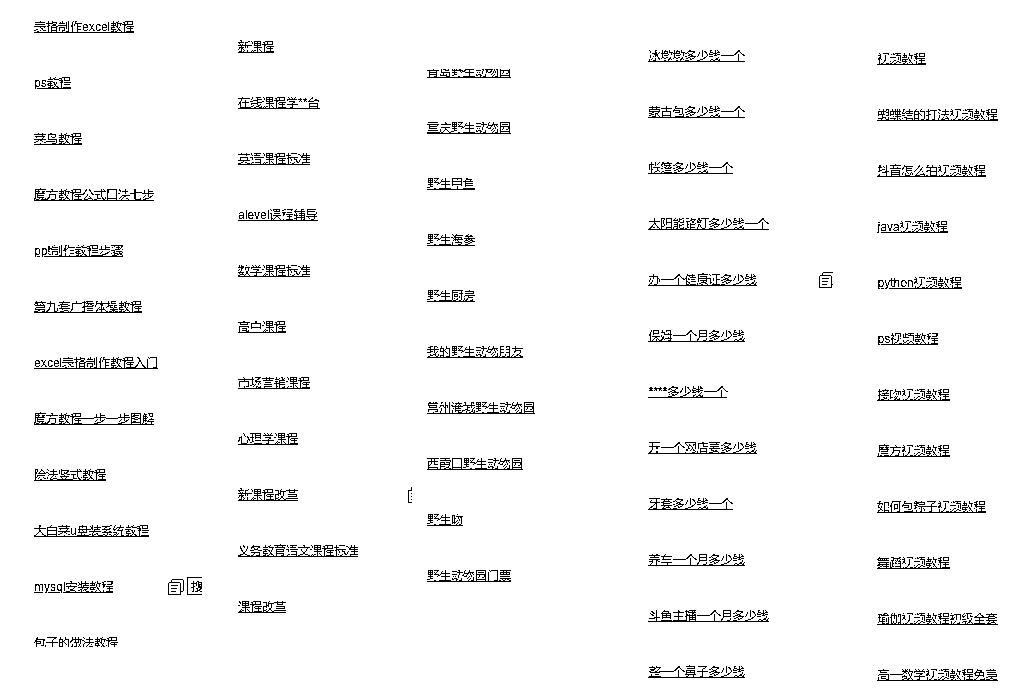 表格制作excel教程
ps教程
菜鸟教程
魔方教程公式口法七步
ppt制作教程步骤
第九套广播体操教程
excel表格制作教程入门
魔方教程一步一步图解
除法竖式教程
大白菜u盘装系统教程
mysql安装教程
搜
包子的做法教程
新课程
在线课程学**台
英语课程标准
alevel课程辅导
数学课程标准
高中课程
市场营销课程
心理学课程
新课程改革
义务教育语文课程标准
课程改革
青岛野生动物园
重庆野生动物园
野生甲鱼
野生海参
野生厨房
我的野生动物朋友
常州淹城野生动物园
西霞口野生动物园
野生吻
野生动物园门票
冰墩墩多少钱一个
蒙古包多少钱一个
帐篷多少钱一个
太阳能路灯多少钱一个
办一个健康证多少钱
保姆一个月多少钱
****多少钱一个
开一个网店要多少钱
牙套多少钱一个
养车一个月多少钱
斗鱼主播一个月多少钱
整一个鼻子多少钱
视频教程
蝴蝶结的打法视频教程
抖音怎么拍视频教程
java视频教程
python视频教程
ps视频教程
接吻视频教程
魔方视频教程
如何包粽子视频教程
舞蹈视频教程
瑜伽视频教程初级全套
高一数学视频教程免费